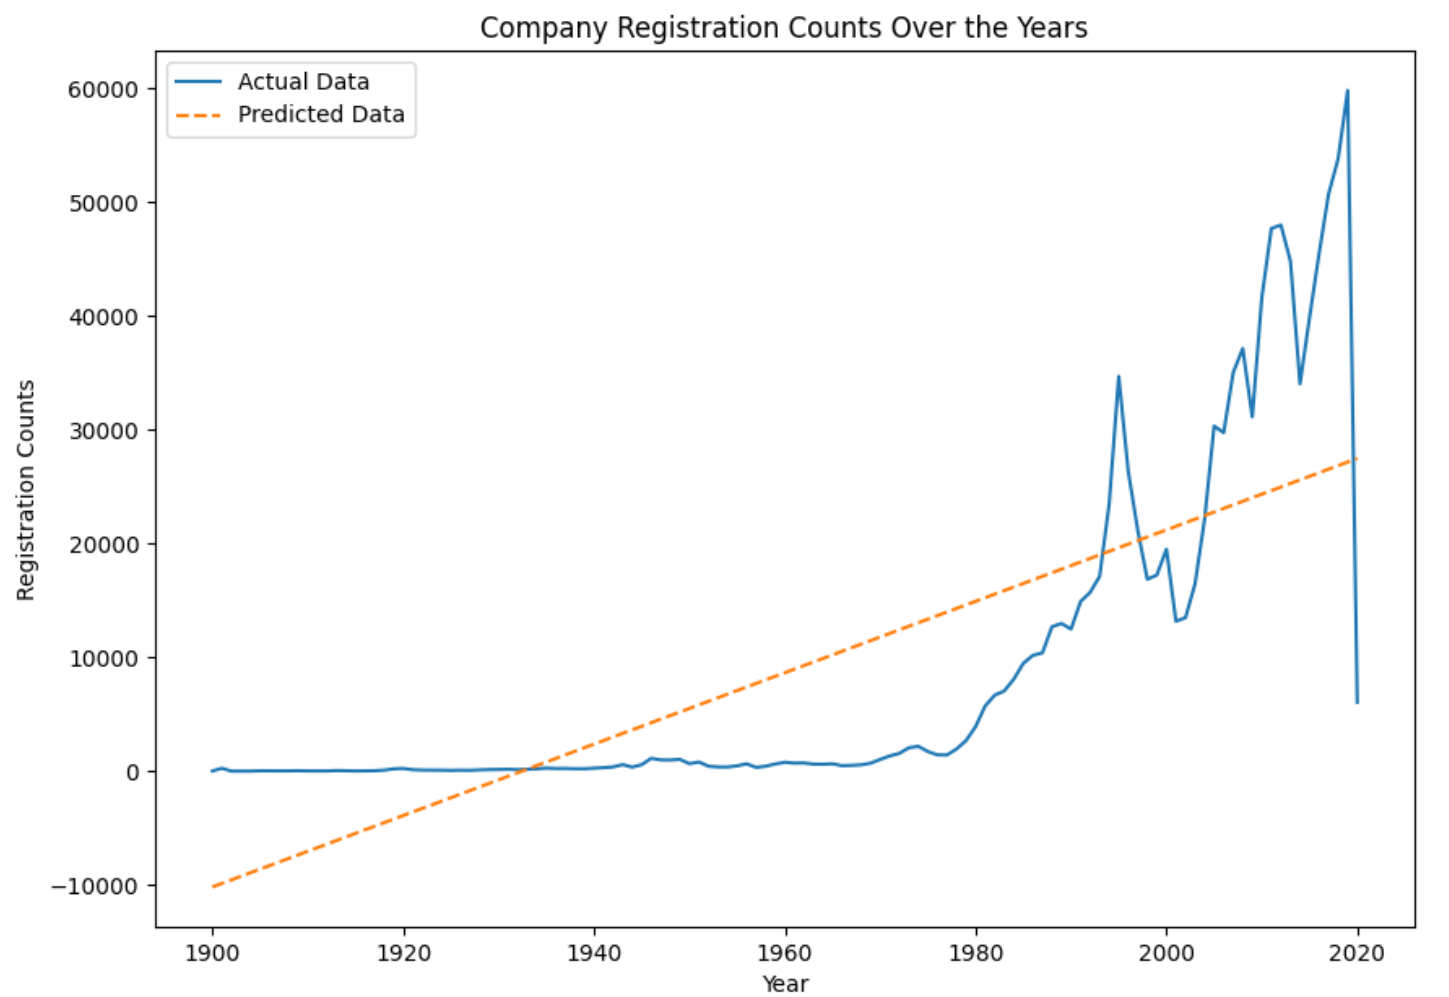 Company Registration Counts Over the Years
Actual Data
Predicted Data
60000
50000
40000
30000
20000
10000
0
−10000
Registration Counts
1900 1920 1940 1960 1980 2000 2020
Year